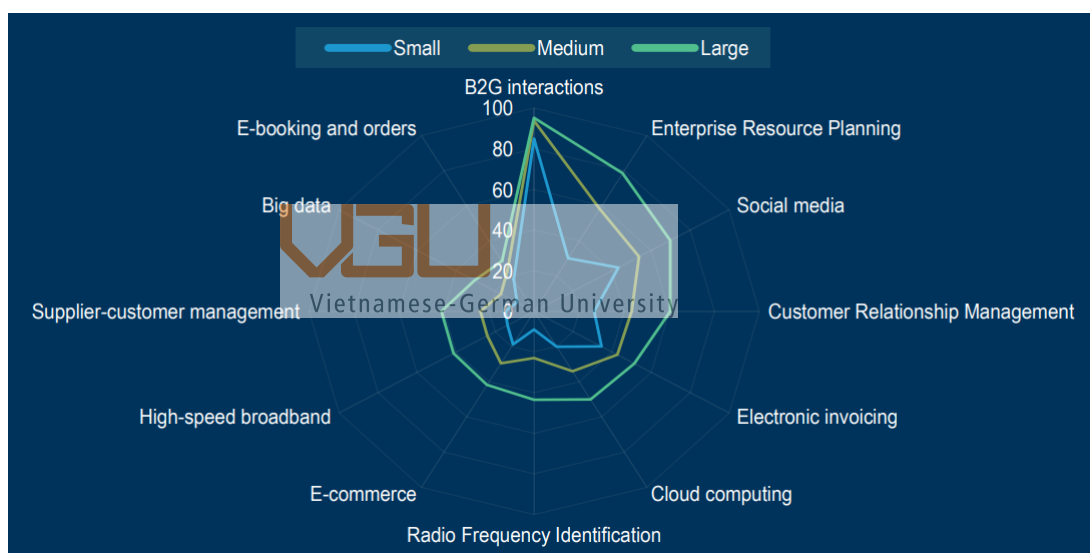 Small Medium Large
B2G interactions
100
E-booking and orders
Enterprise Resource Planning
80
60
Big data
Social media
40
VGU
20
Vietnamese-German University
Supplier-customer management
0
Customer Relationship Management
High-speed broadband
Electronic invoicing
E-commerce
Cloud computing
Radio Frequency Identification